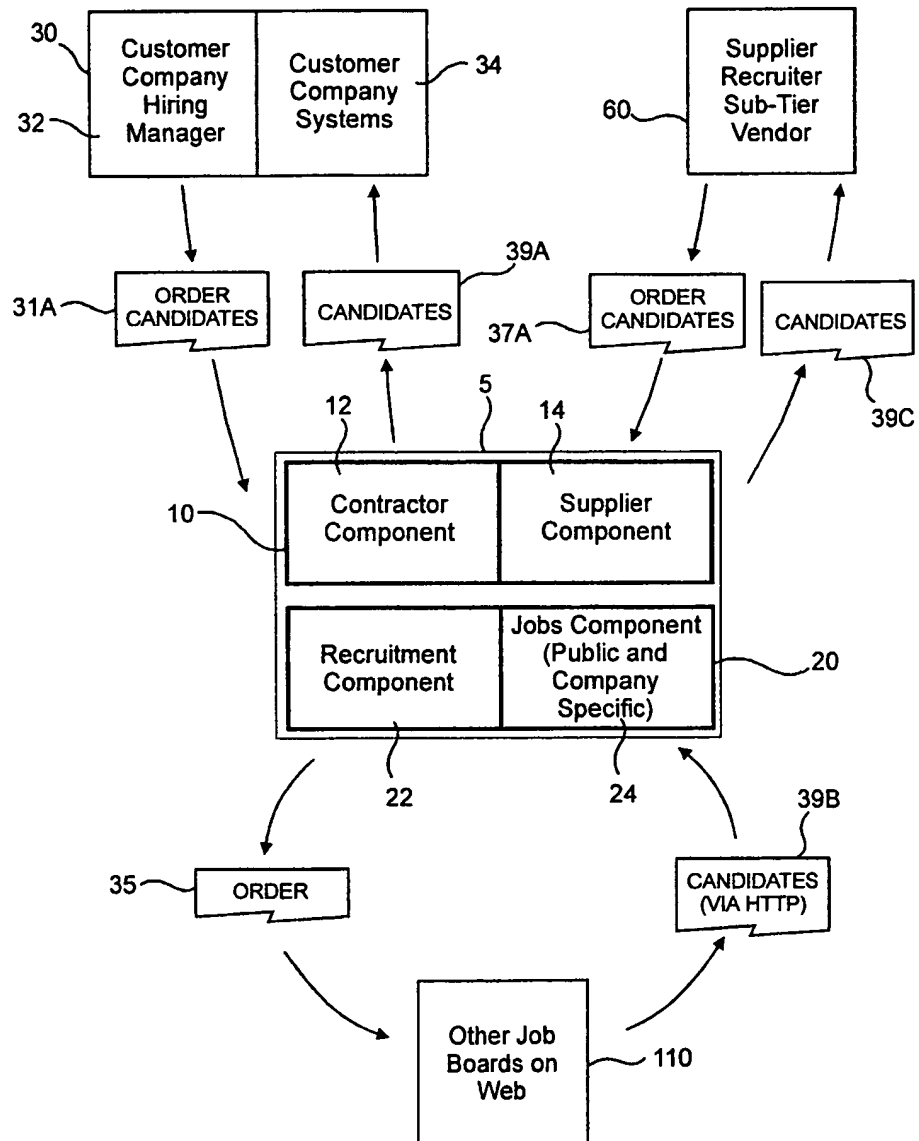 30
Customer
Company
Hiring
Manager
32
Customer
Company
Systems
34
Supplier
Recruiter
Sub-Tier
Vendor
60
31A
ORDER
CANDIDATES
39A
CANDIDATES
37A
ORDER
CANDIDATES
CANDIDATES
39C
5
12
14
10
Contractor
Component
Supplier
Component
Recruitment
Component
Jobs Component
(Public and
Company
Specific)
20
22
24
35
ORDER
39B
CANDIDATES
(VIA HTTP)
Other Job
Boards on
Web
110